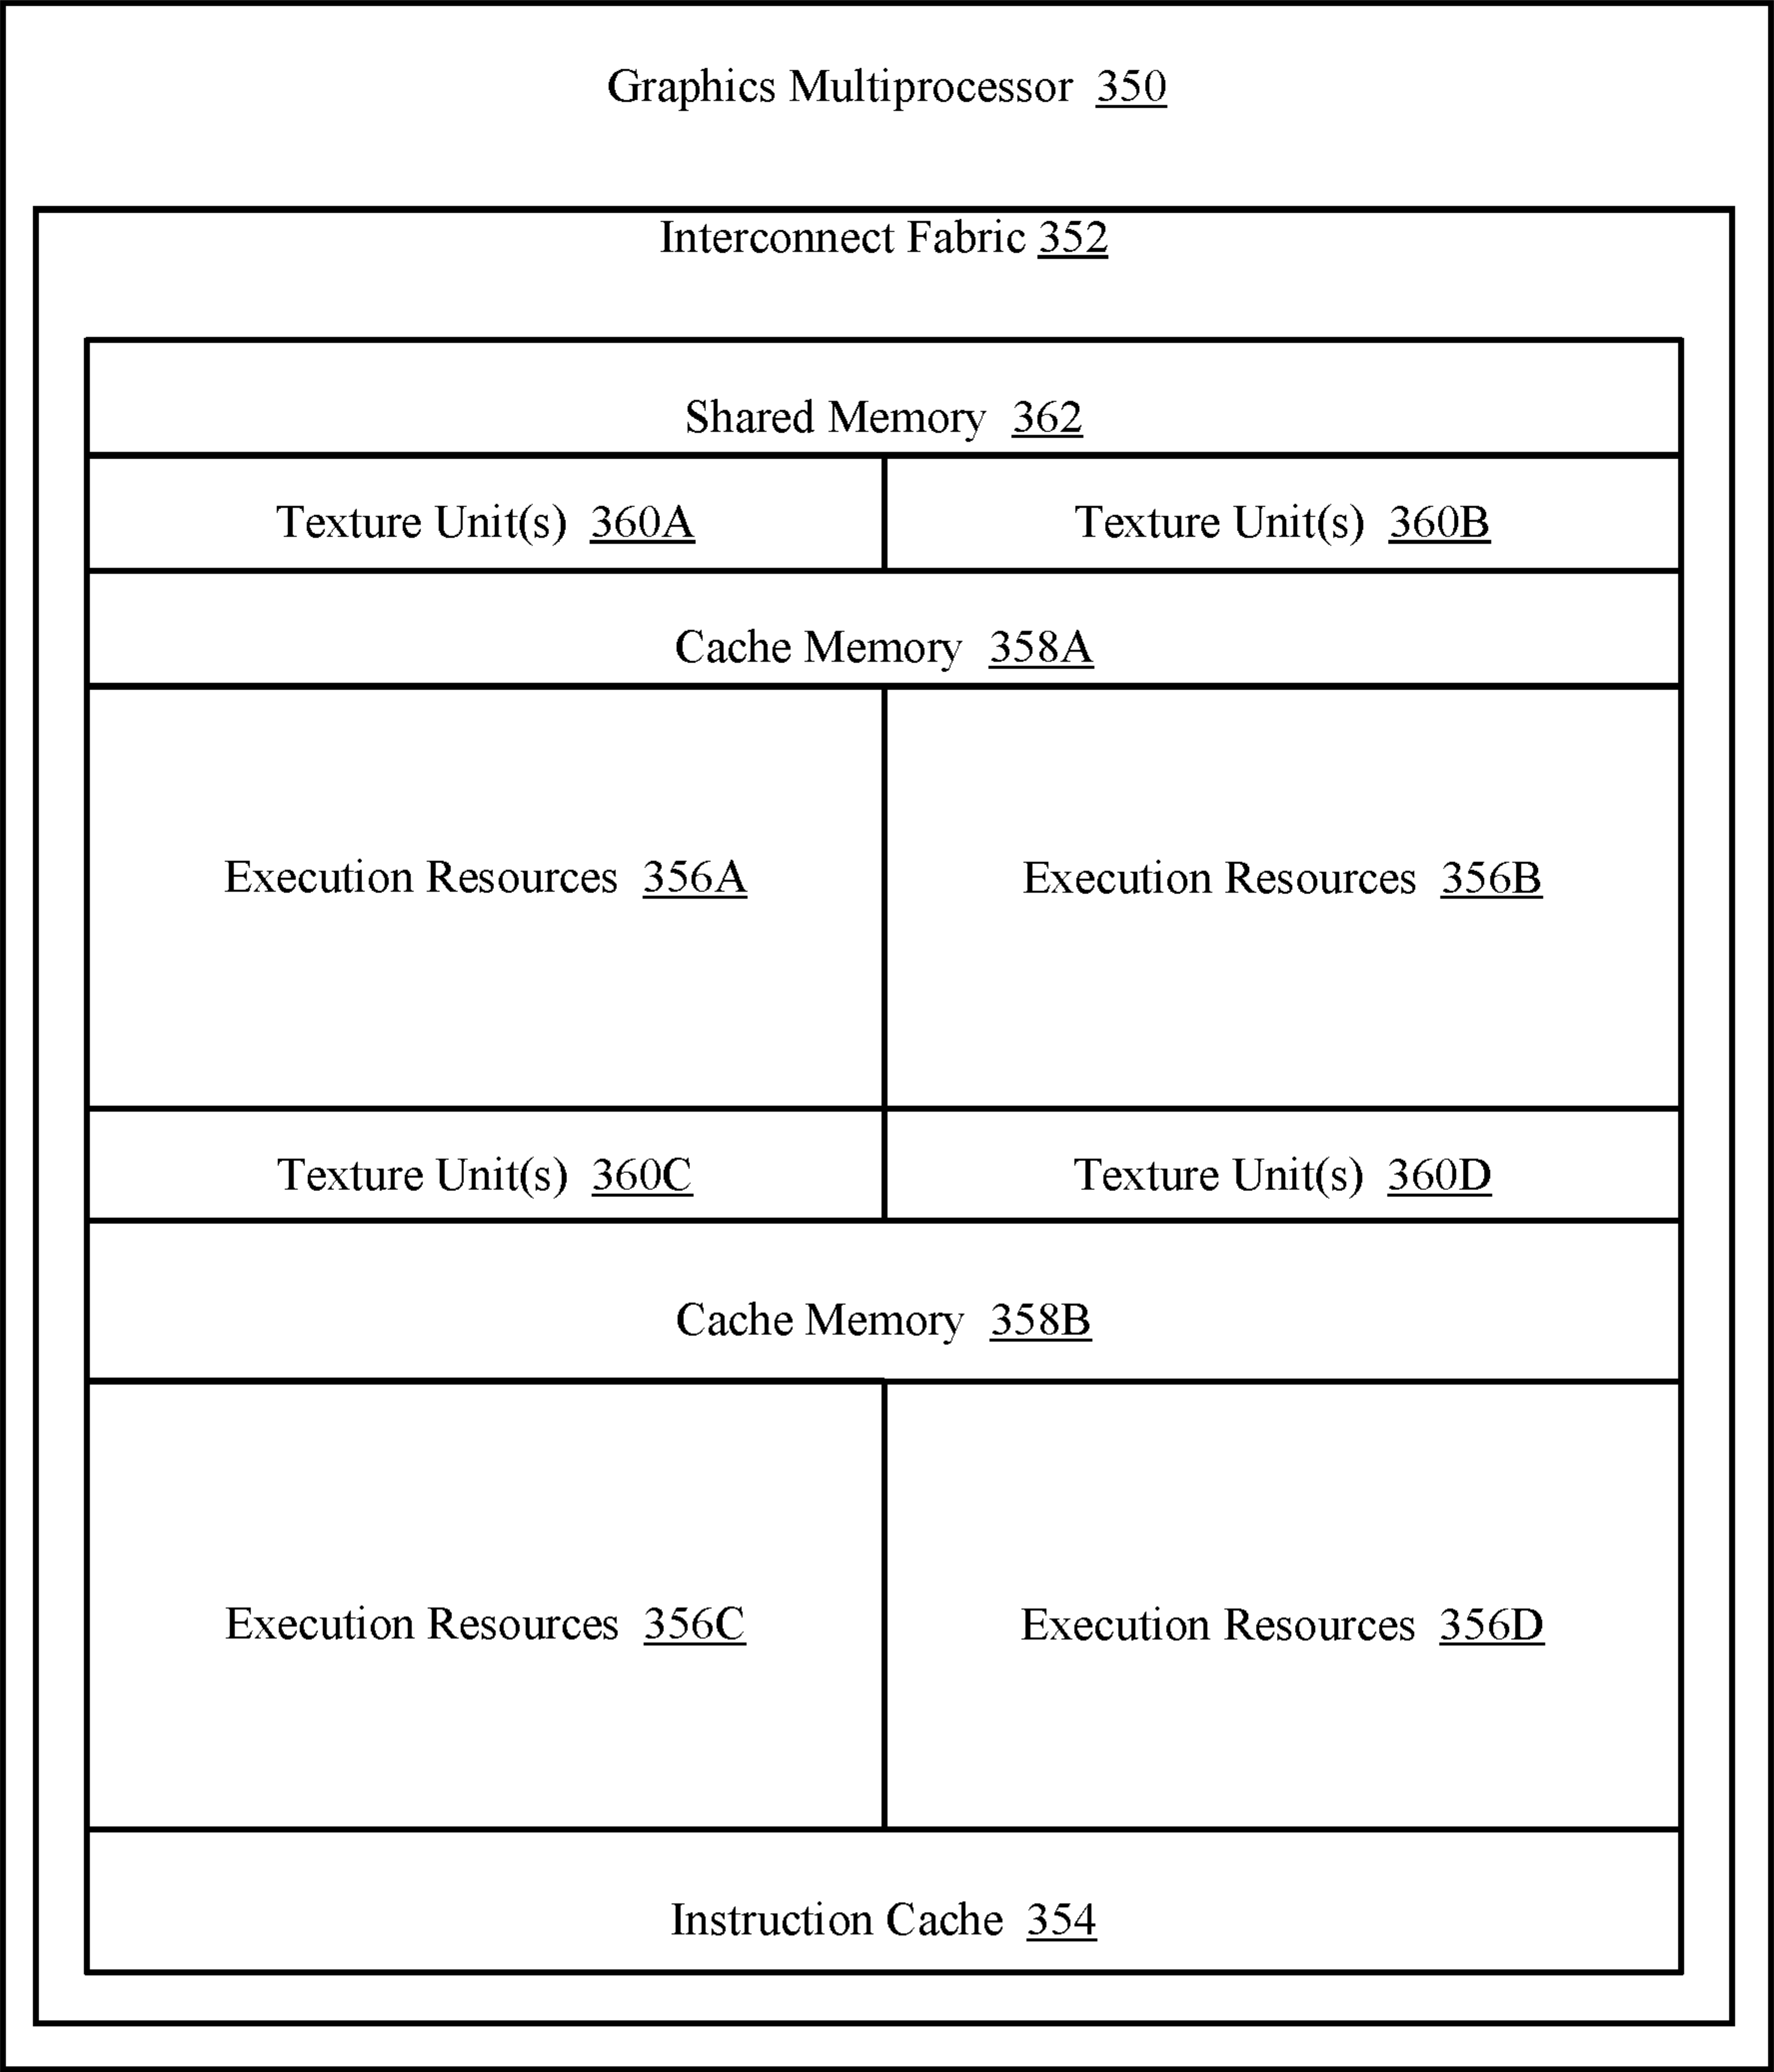 Graphics Multiprocessor 350
Interconnect Fabric 352
Shared Memory 362
Texture Unit(s) 360A Texture Unit(s) 360B
Cache Memory 358A
Execution Resources 356A Execution Resources 356B
Texture Unit(s) 360C Texture Unit(s) 360D
Cache Memory 358B
Execution Resources 356C Execution Resources 356D
Instruction Cache 354